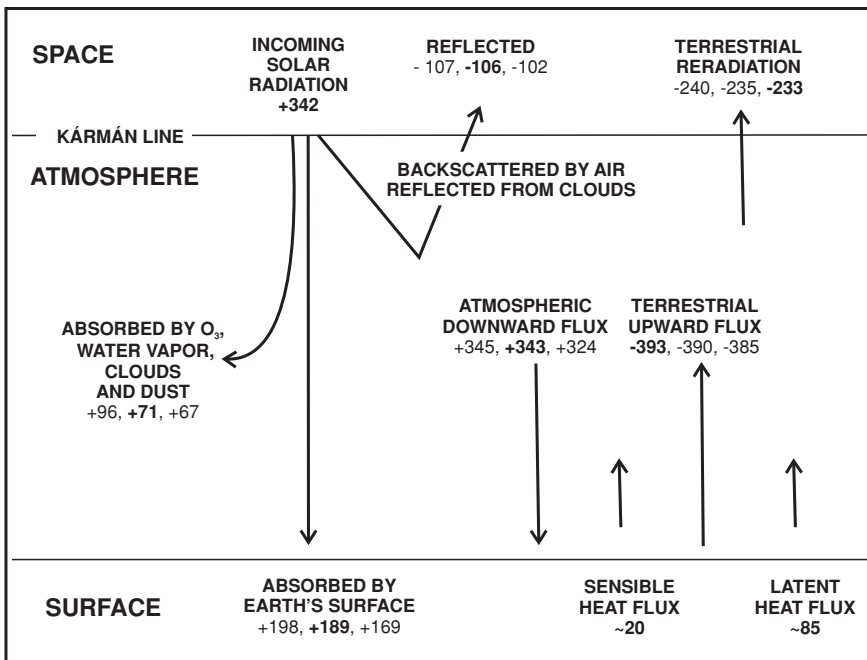 SPACE
INCOMING
SOLAR
RADIATION
+342
REFLECTED
- 107, -106, -102
TERRESTRIAL
RERADIATION
-240, -235, -233
KÁRMÁN LINE
ATMOSPHERE
BACKSCATTERED BY AIR
REFLECTED FROM CLOUDS
ABSORBED BY O₃,
WATER VAPOR,
CLOUDS
AND DUST
+96, +71, +67
ATMOSPHERIC
DOWNWARD FLUX
+345, +343, +324
TERRESTRIAL
UPWARD FLUX
-393, -390, -385
SURFACE
ABSORBED BY
EARTH'S SURFACE
+198, +189, +169
SENSIBLE
HEAT FLUX
~20
LATENT
HEAT FLUX
~85